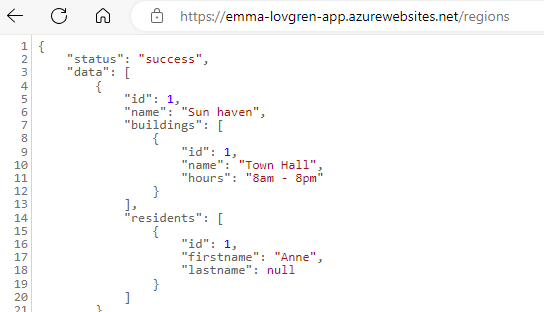 https://emma-lovgren-app.azurewebsites.net/regions
1 {
2 "status": "success",
3 "data": [
4 {
5 "id": 1,
6 "name": "Sun haven",
7 "buildings": [
8 {
9 "id": 1,
10 "name": "Town Hall",
11 "hours": "8am - 8pm"
12 }
13 ],
14 "residents": [
15 {
16 "id": 1,
17 "firstname": "Anne",
18 "lastname": null
19 }
20 ]
21 }